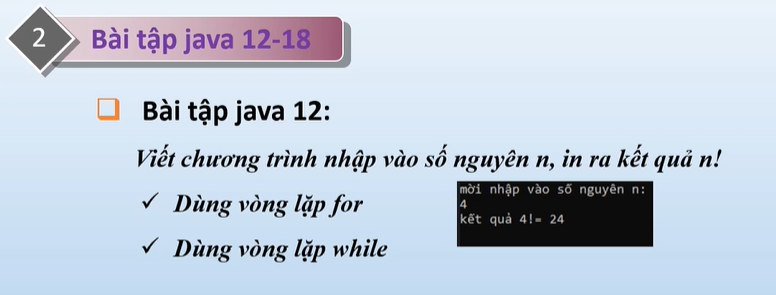 2
Bài tập java 12-18
Bài tập java 12:
Viết chương trình nhập vào số nguyên n, in ra kết quả n!
Dùng vòng lặp for
Dùng vòng lặp while
mời nhập vào số nguyên n:
4
kết quả 4!= 24